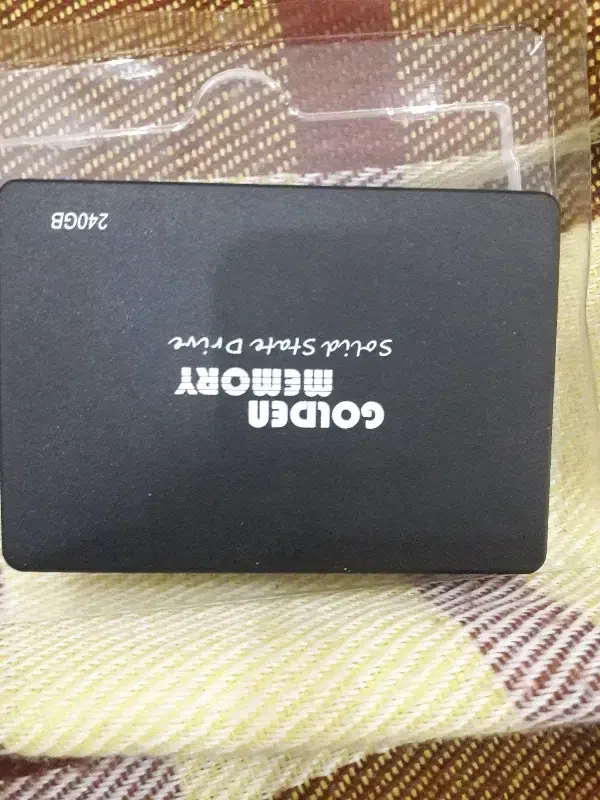 GOLDEN
MEMORY
Solid State Drive
240GB